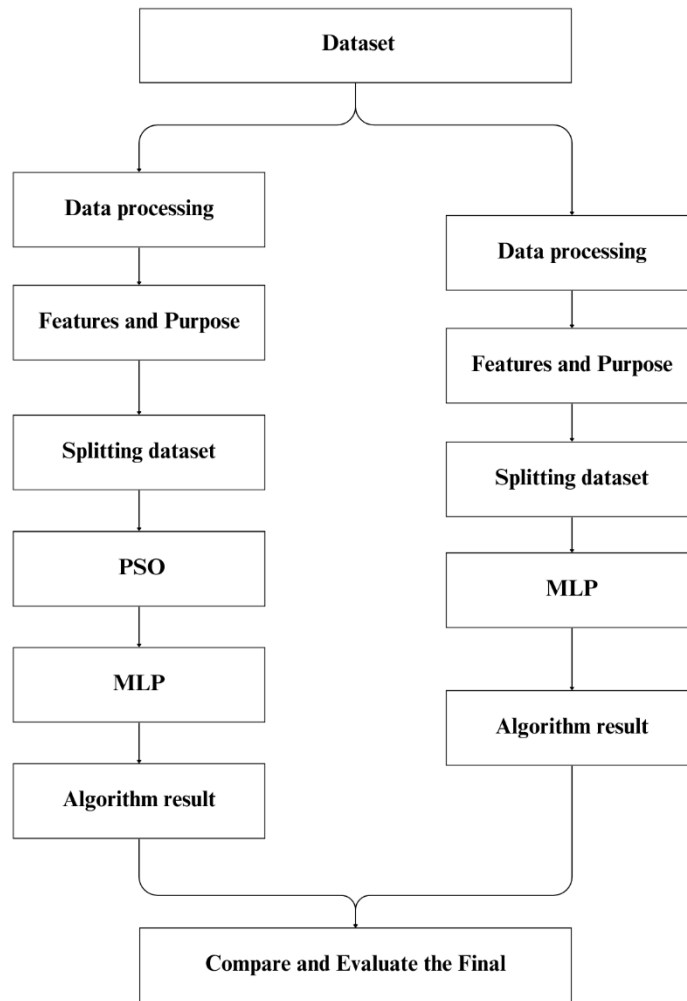 Dataset
Data processing
Features and Purpose
Splitting dataset
PSO
MLP
Algorithm result
Data processing
Features and Purpose
Splitting dataset
MLP
Algorithm result
Compare and Evaluate the Final